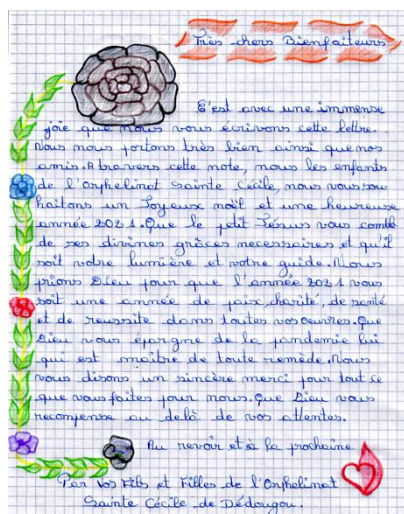 Très chers Bienfaiteurs
C'est avec une immense
joie que nous vous écrivons cette lettre.
Nous nous portons très bien ainsi que nos
amis. A travers cette note, nous les enfants
de l'Orphelinat Sainte Cécile, nous vous sou
haitons un Joyeux noël et une heureuse
année 2021. Que le petit Jésus vous comble
de ses divines grâces necessaires et qu'il
soit votre lumière et votre guide. Nous
prions Dieu pour que l'année 2021 vous
soit une année de paix, charité, de santé
et de reussite dans toutes vos oeuvres. Que
Dieu vous épargne de la pandemie lui
qui est maître de toute remède. Nous
vous disons un sincère merci pour tout ce
que vous faites pour nous. Que Dieu vous
recompense au delà de vos attentes.
Au revoir et à la prochaine
Par vos Fils et Filles de l'Orphelinat
Sainte Cécile de Dédougou.